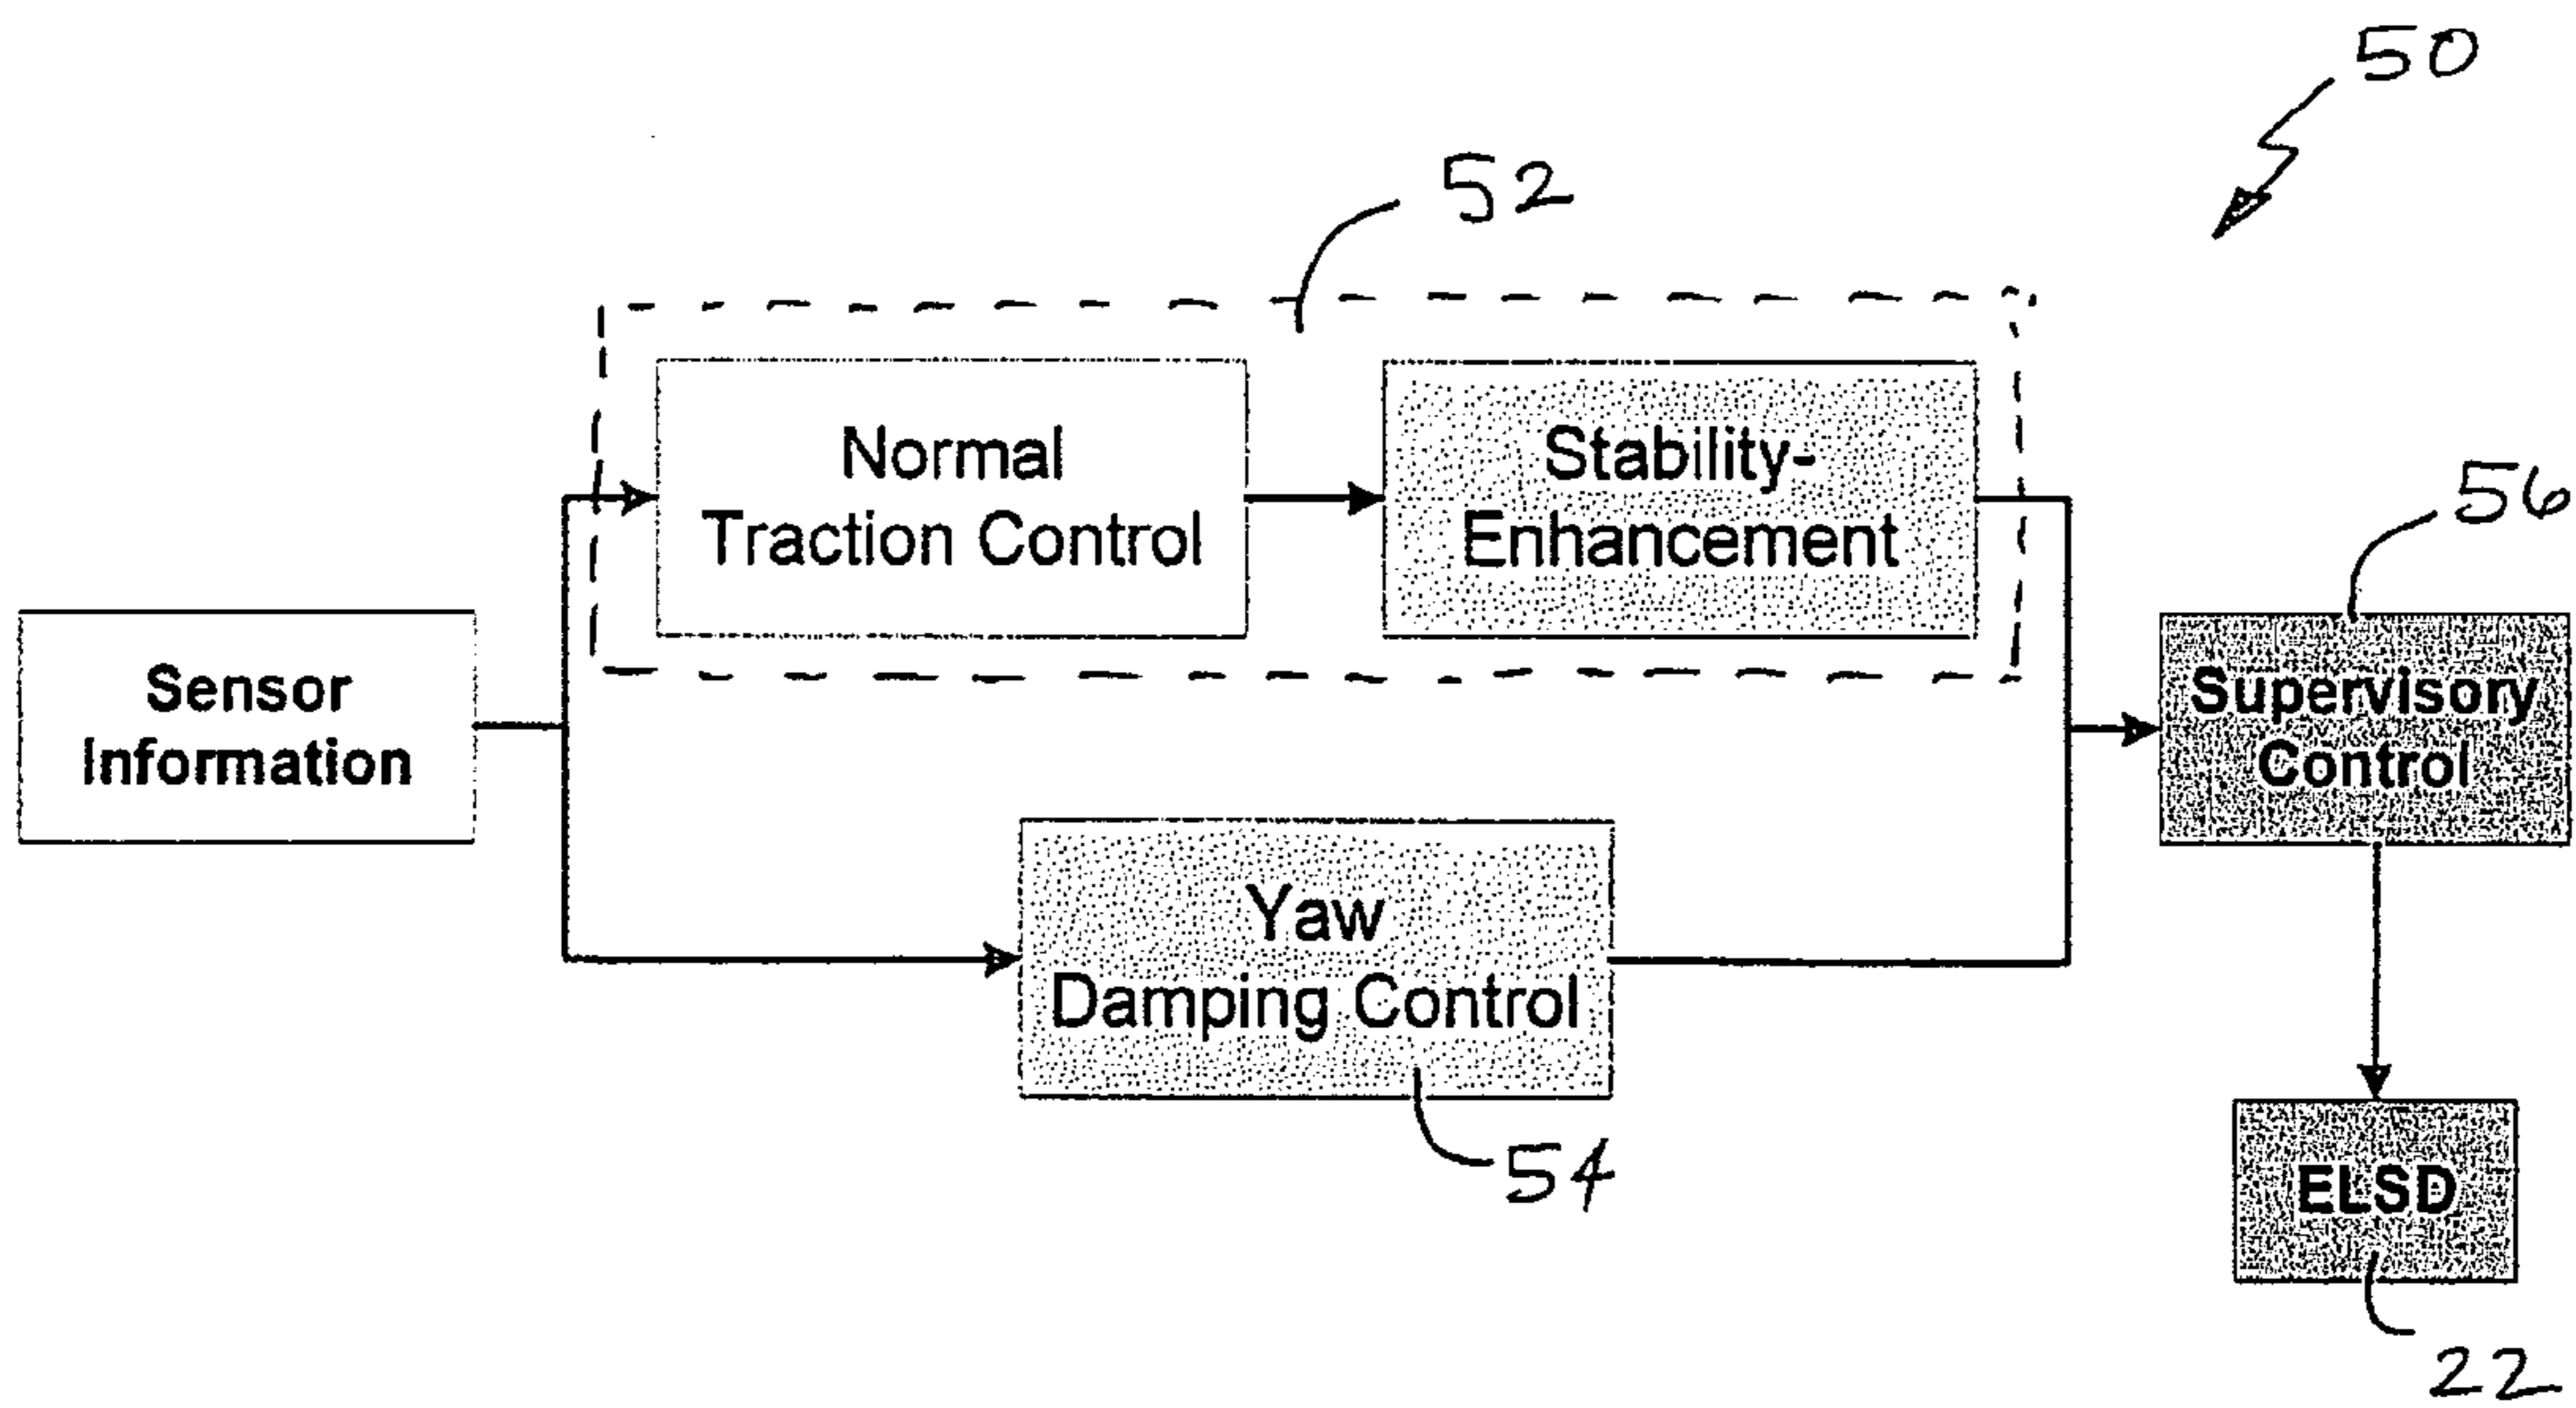 50
52
Normal
Traction Control
Stability-
Enhancement
56
Sensor
Information
Supervisory
Control
Yaw
Damping Control
54
ELSD
22